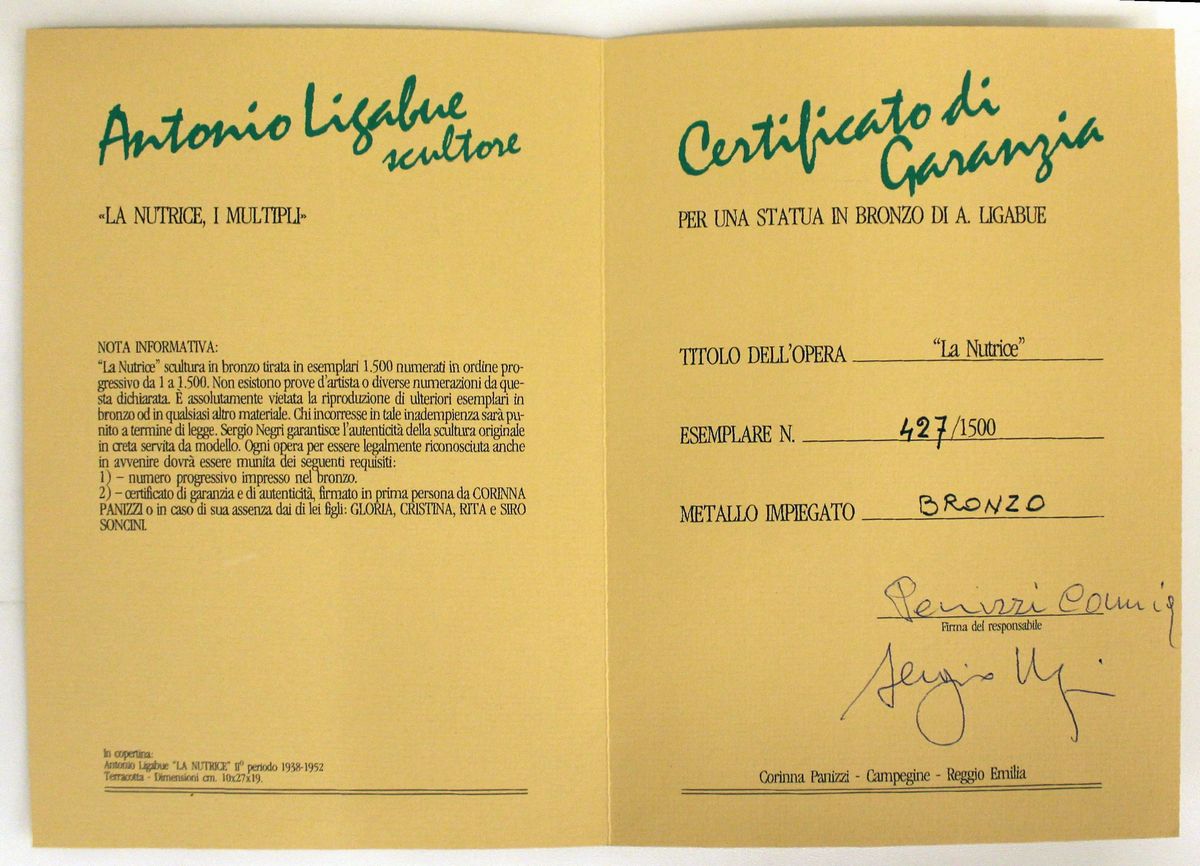 Antonio Ligabue
scultore
«LA NUTRICE, I MULTIPLI»
NOTA INFORMATIVA:
“La Nutrice” scultura in bronzo tirata in esemplari 1.500 numerati in ordine pro-
gressivo da 1 a 1.500. Non esistono prove d'artista o diverse numerazioni da que-
sta dichiarata. È assolutamente vietata la riproduzione di ulteriori esemplari in
bronzo od in qualsiasi altro materiale. Chi incorresse in tale inadempienza sarà pu-
nito a termine di legge. Sergio Negri garantisce l'autenticità della scultura originale
in creta servita da modello. Ogni opera per essere legalmente riconosciuta anche
in avvenire dovrà essere munita dei seguenti requisiti:
1) – numero progressivo impresso nel bronzo.
2) – certificato di garanzia e di autenticità, firmato in prima persona da CORINNA
PANIZZI o in caso di sua assenza dai di lei figli: GLORIA, CRISTINA, RITA e SIRO
SONCINI.
In copertina:
Antonio Ligabue “LA NUTRICE” II° periodo 1938-1952
Terracotta - Dimensioni cm. 10x27x19.
Certificato di
Garanzia
PER UNA STATUA IN BRONZO DI A. LIGABUE
TITOLO DELL'OPERA “La Nutrice”
ESEMPLARE N. 427/1500
METALLO IMPIEGATO BRONZO
Firma del responsabile
Sergio
Corinna Panizzi - Campegine - Reggio Emilia